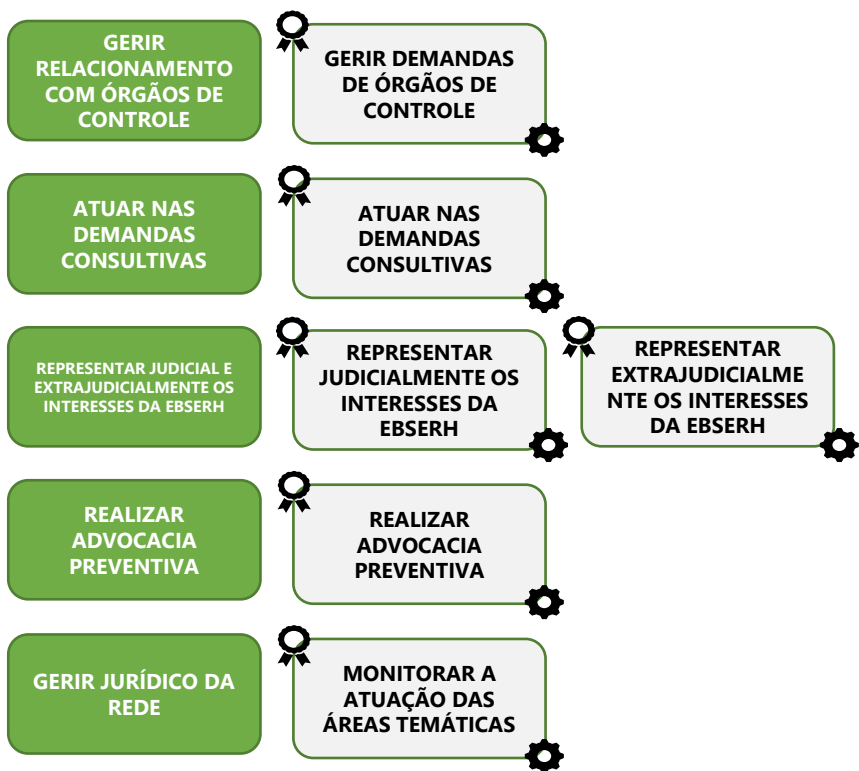 GERIR
RELACIONAMENTO
COM ÓRGÃOS DE
CONTROLE
GERIR DEMANDAS
DE ÓRGÃOS DE
CONTROLE
ATUAR NAS
DEMANDAS
CONSULTIVAS
ATUAR NAS
DEMANDAS
CONSULTIVAS
REPRESENTAR JUDICIAL E
EXTRAJUDICIALMENTE OS
INTERESSES DA EBSERH
REPRESENTAR
JUDICIALMENTE OS
INTERESSES DA
EBSERH
REPRESENTAR
EXTRAJUDICIALME
NTE OS INTERESSES
DA EBSERH
REALIZAR
ADVOCACIA
PREVENTIVA
REALIZAR
ADVOCACIA
PREVENTIVA
GERIR JURÍDICO DA
REDE
MONITORAR A
ATUAÇÃO DAS
ÁREAS TEMÁTICAS